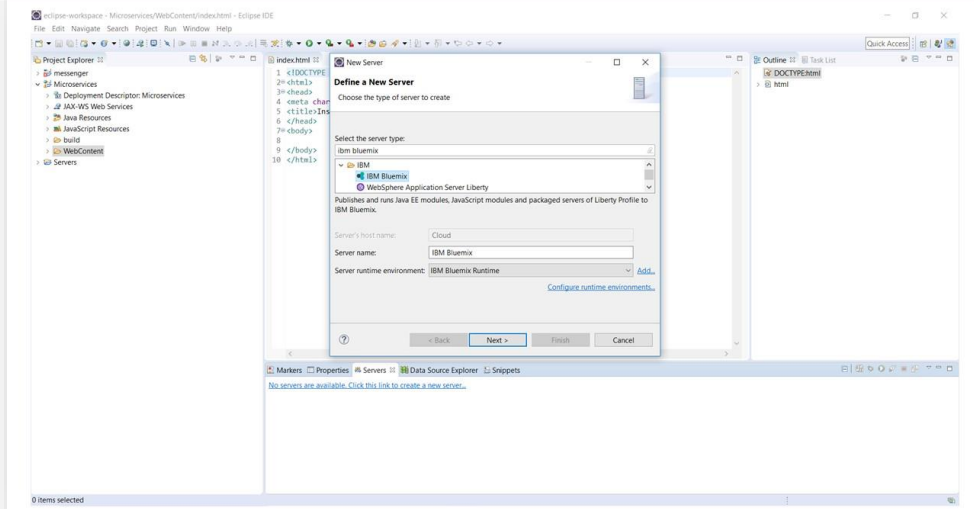 eclipse-workspace - Microservices/WebContent/index.html - Eclipse IDE
File Edit Navigate Search Project Run Window Help
Quick Access
Project Explorer
messenger
Microservices
Deployment Descriptor: Microservices
JAX-WS Web Services
Java Resources
JavaScript Resources
build
WebContent
Servers
index.html
1 <!DOCTYPE
2 <html>
3 <head>
4 <meta char
5 <title>Ins
6 </head>
7 <body>
8
9 </body>
10 </html>
New Server
Define a New Server
Choose the type of server to create
Select the server type:
ibm bluemix
IBM
IBM Bluemix
WebSphere Application Server Liberty
Publishes and runs Java EE modules, JavaScript modules and packaged servers of Liberty Profile to
IBM Bluemix.
Server's host name: Cloud
Server name: IBM Bluemix
Server runtime environment: IBM Bluemix Runtime Add...
Configure runtime environments...
? < Back Next > Finish Cancel
Outline Task List
DOCTYPE:html
html
Markers Properties Servers Data Source Explorer Snippets
No servers are available. Click this link to create a new server...
0 items selected